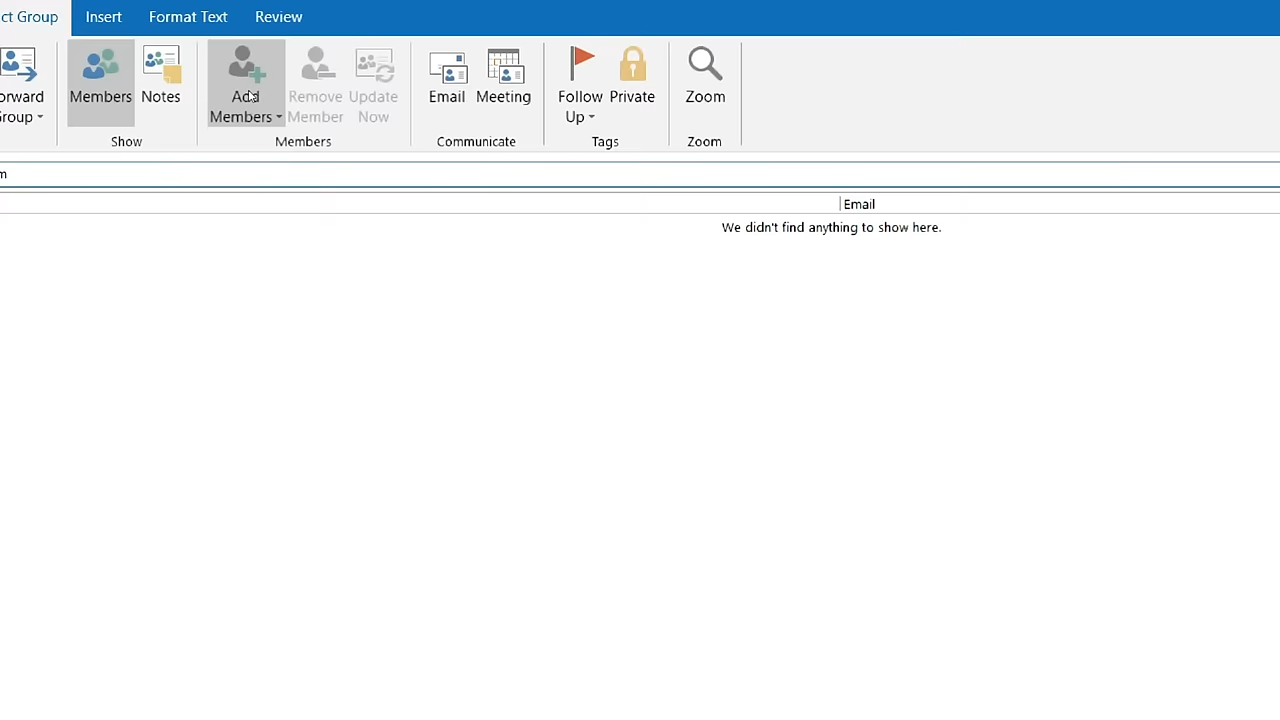 ct Group Insert Format Text Review
orward Members Notes Add Remove Update Email Meeting Follow Private Zoom
roup Members Member Now Up
Show Members Communicate Tags Zoom
m
Email
We didn't find anything to show here.